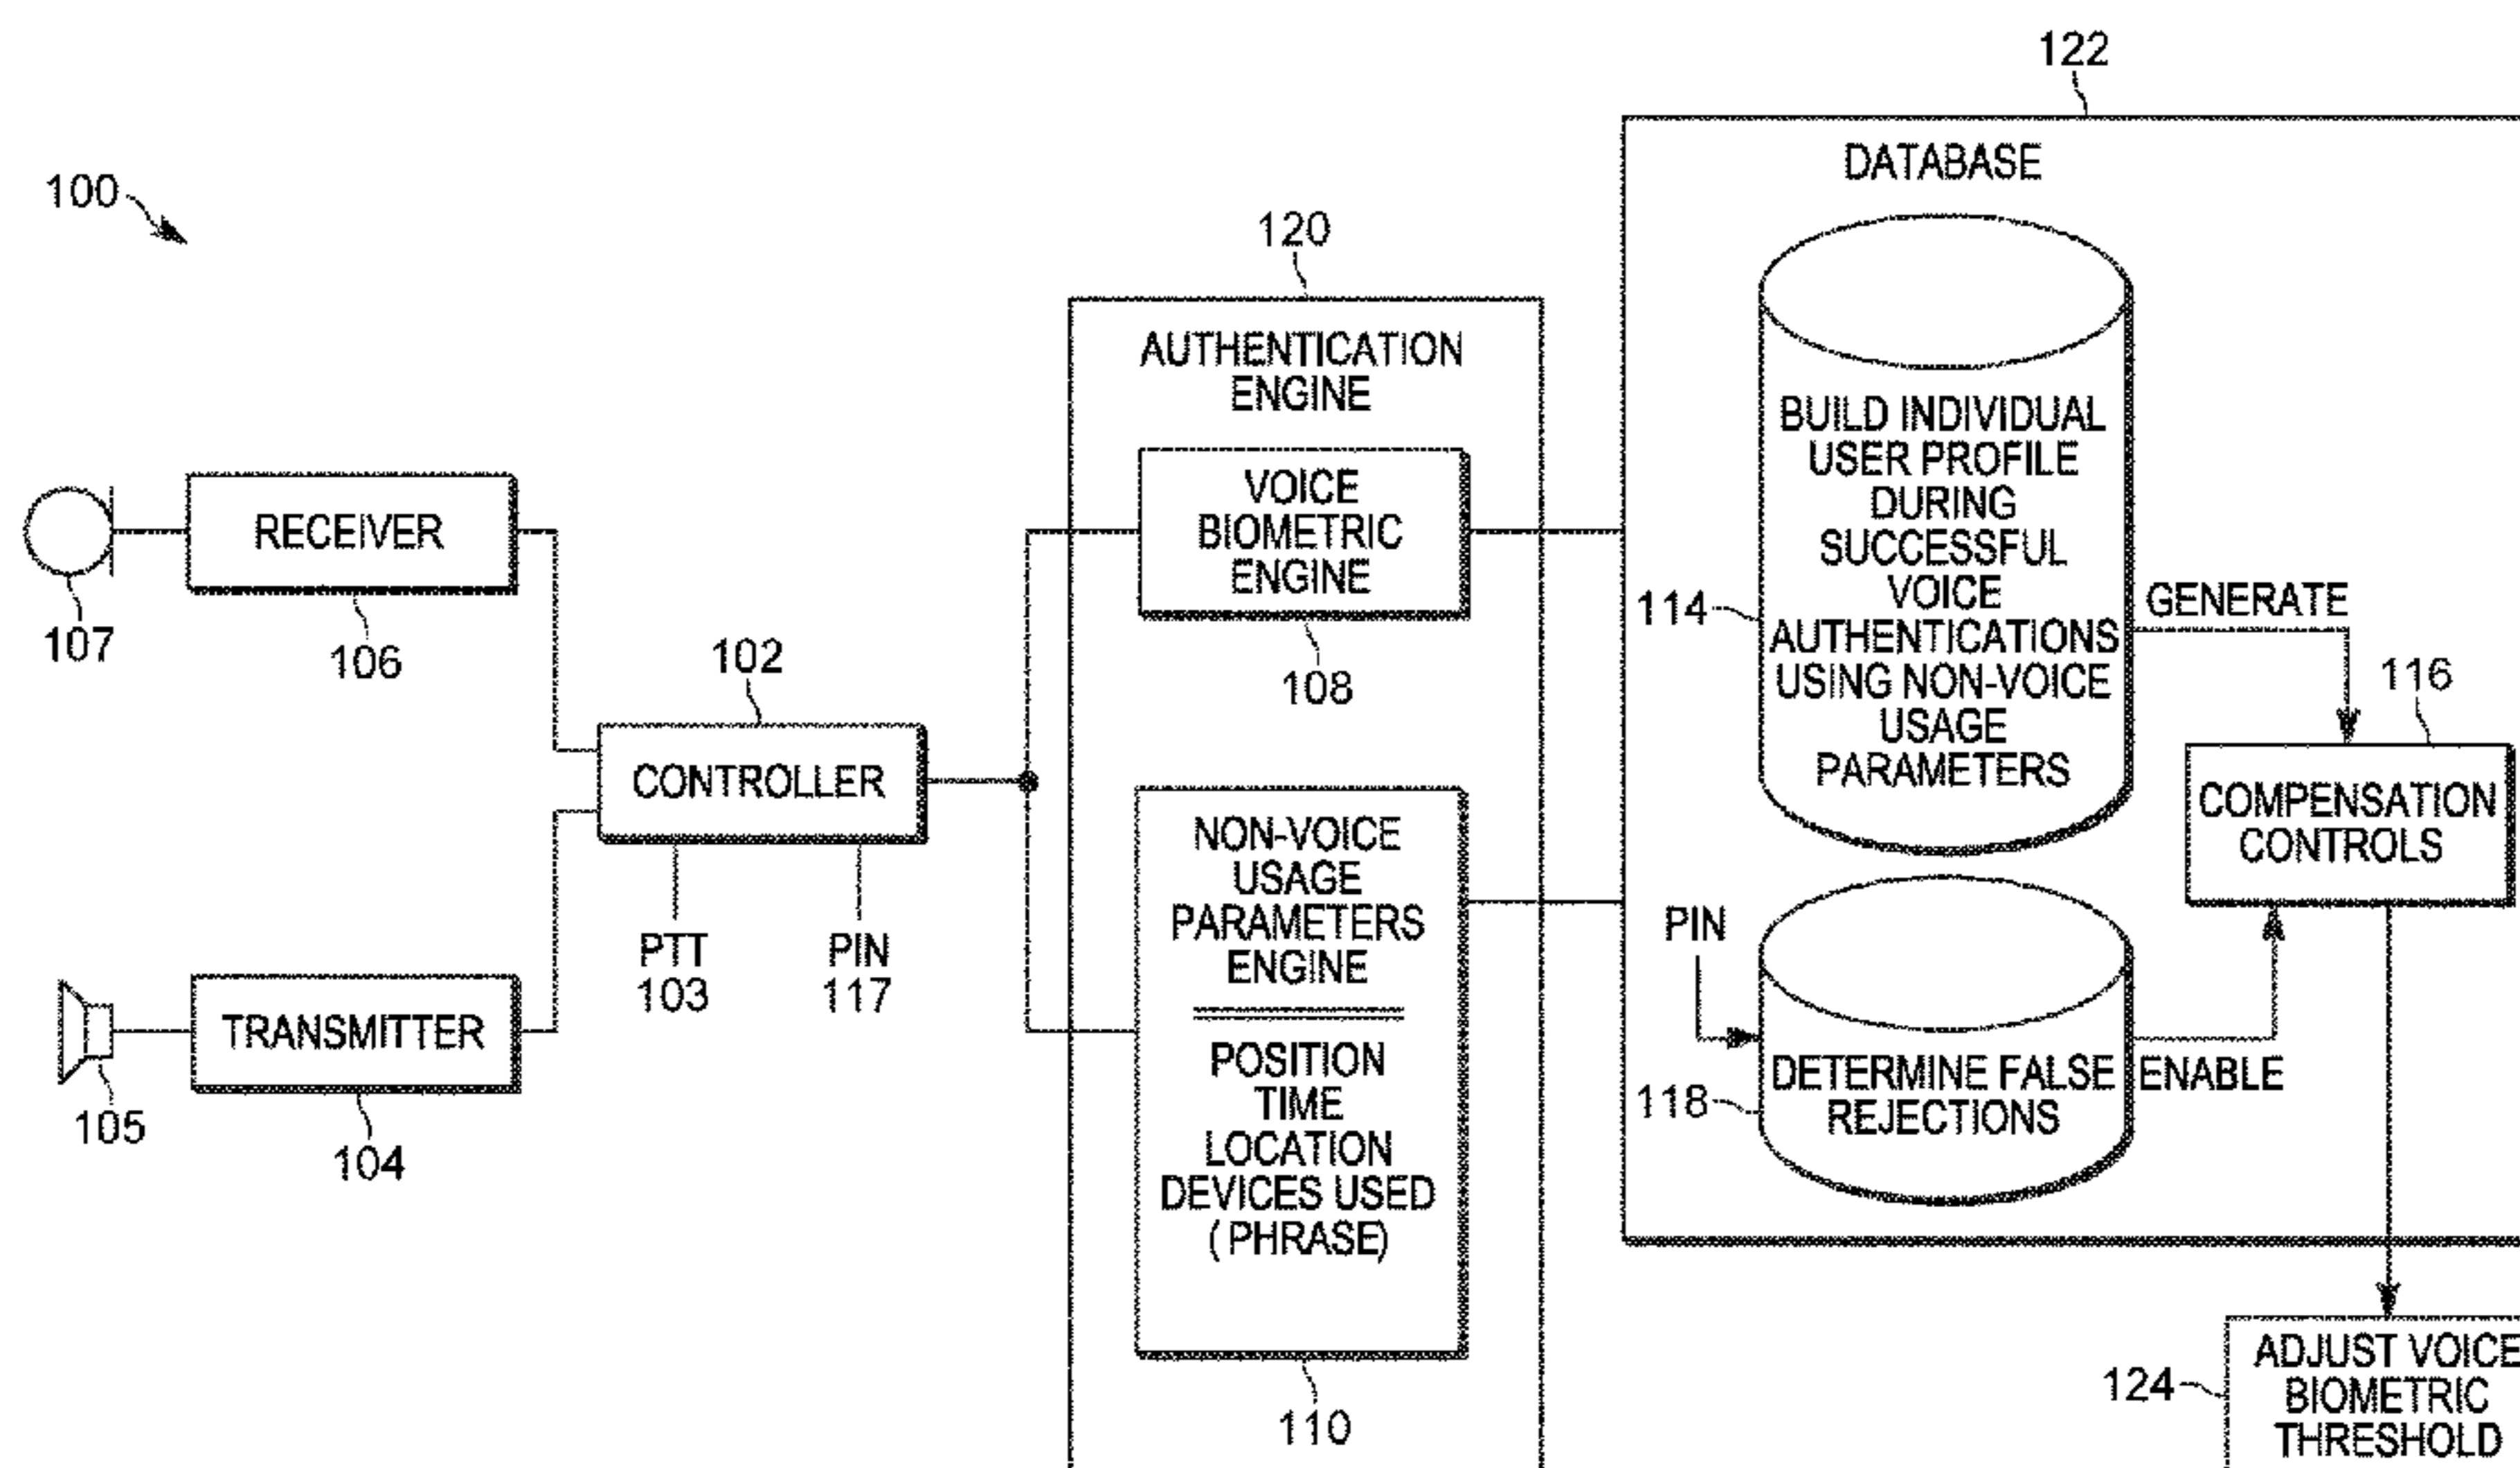 100
107
RECEIVER
106
105
TRANSMITTER
104
102
CONTROLLER
PTT
103
PIN
117
120
AUTHENTICATION
ENGINE
VOICE
BIOMETRIC
ENGINE
108
NON-VOICE
USAGE
PARAMETERS
ENGINE
POSITION
TIME
LOCATION
DEVICES USED
( PHRASE)
110
122
DATABASE
BUILD INDIVIDUAL
USER PROFILE
DURING
SUCCESSFUL
VOICE
AUTHENTICATIONS
USING NON-VOICE
USAGE
PARAMETERS
114
GENERATE
116
COMPENSATION
CONTROLS
PIN
DETERMINE FALSE
REJECTIONS
118
ENABLE
124
ADJUST VOICE
BIOMETRIC
THRESHOLD